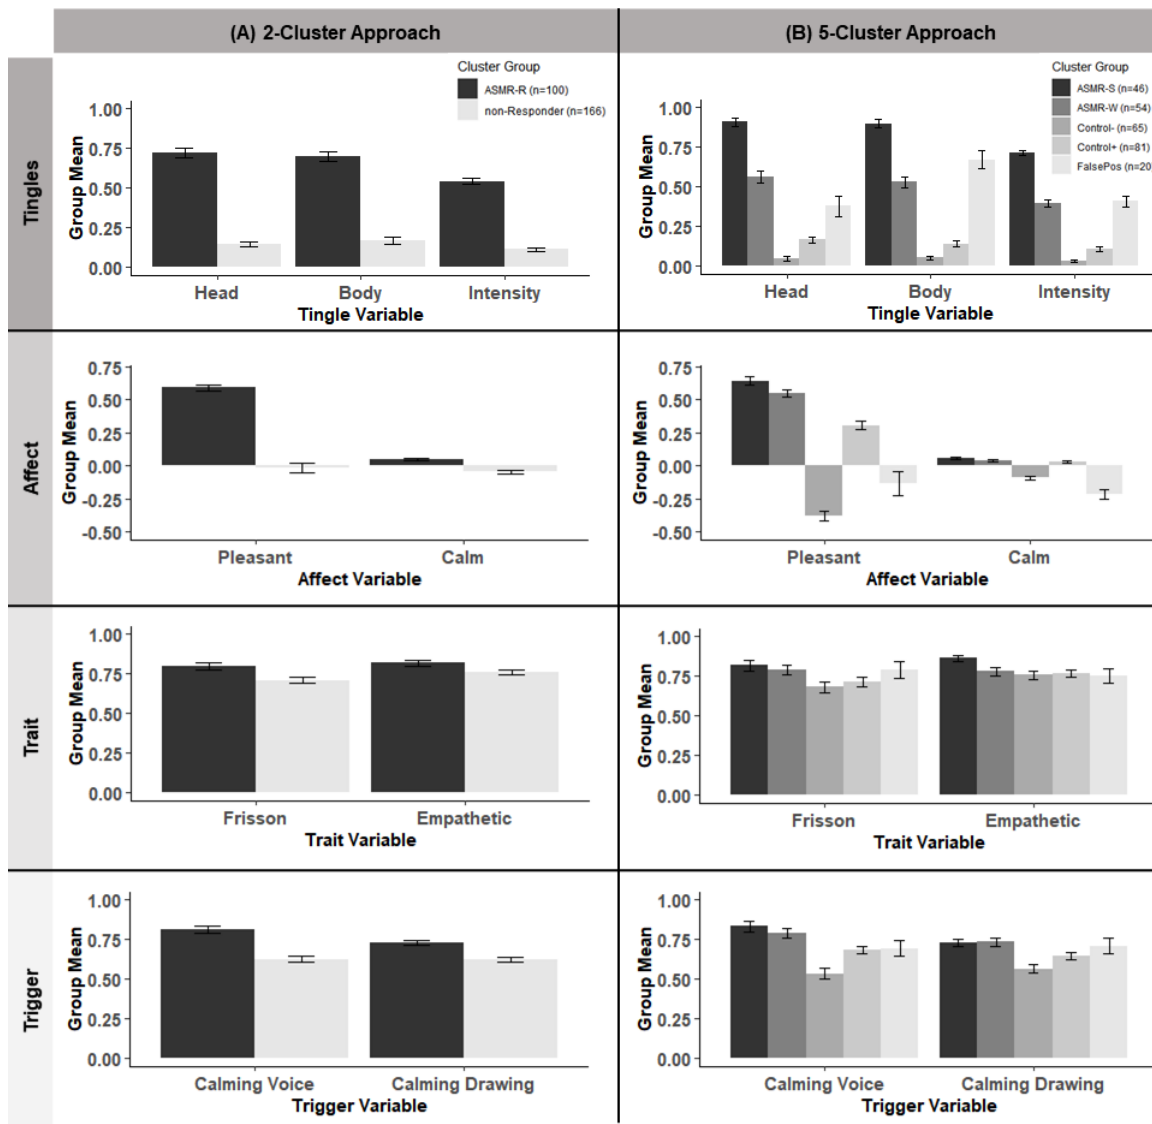 (A) 2-Cluster Approach
(B) 5-Cluster Approach
Tingles
Cluster Group
ASMR-R (n=100)
non-Responder (n=166)
1.00
0.75
0.50
0.25
0.00
Group Mean
Head
Body
Intensity
Tingle Variable
Cluster Group
ASMR-S (n=46)
ASMR-W (n=54)
Control- (n=65)
Control+ (n=81)
FalsePos (n=20)
1.00
0.75
0.50
0.25
0.00
Group Mean
Head
Body
Intensity
Tingle Variable
Affect
0.75
0.50
0.25
0.00
-0.25
-0.50
Group Mean
Pleasant
Calm
Affect Variable
0.75
0.50
0.25
0.00
-0.25
-0.50
Group Mean
Pleasant
Calm
Affect Variable
Trait
1.00
0.75
0.50
0.25
0.00
Group Mean
Frisson
Empathetic
Trait Variable
1.00
0.75
0.50
0.25
0.00
Group Mean
Frisson
Empathetic
Trait Variable
Trigger
1.00
0.75
0.50
0.25
0.00
Group Mean
Calming Voice
Calming Drawing
Trigger Variable
1.00
0.75
0.50
0.25
0.00
Group Mean
Calming Voice
Calming Drawing
Trigger Variable